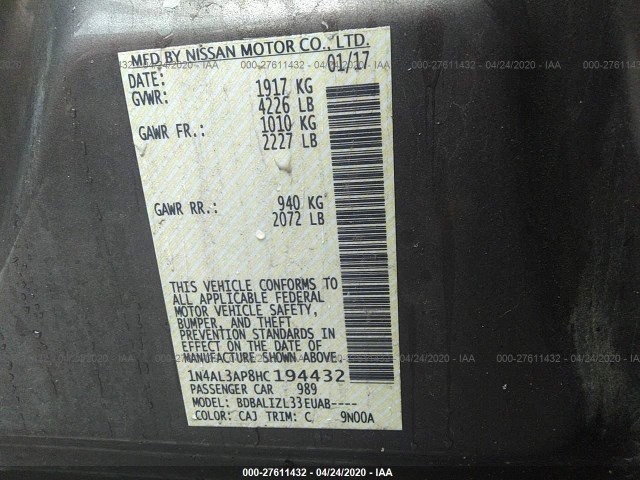 MFD BY NISSAN MOTOR CO., LTD.
DATE: 01/17
GVWR: 1917 KG
4226 LB
GAWR FR.: 1010 KG
2227 LB
GAWR RR.: 940 KG
2072 LB
THIS VEHICLE CONFORMS TO
ALL APPLICABLE FEDERAL
MOTOR VEHICLE SAFETY,
BUMPER, AND THEFT
PREVENTION STANDARDS IN
EFFECT ON THE DATE OF
MANUFACTURE SHOWN ABOVE.
1N4AL3AP8HC194432
PASSENGER CAR 989
MODEL: BDBALIZL33EUAB----
COLOR: CAJ TRIM: C 9N00A
000-27611432 - 04/24/2020 - IAA